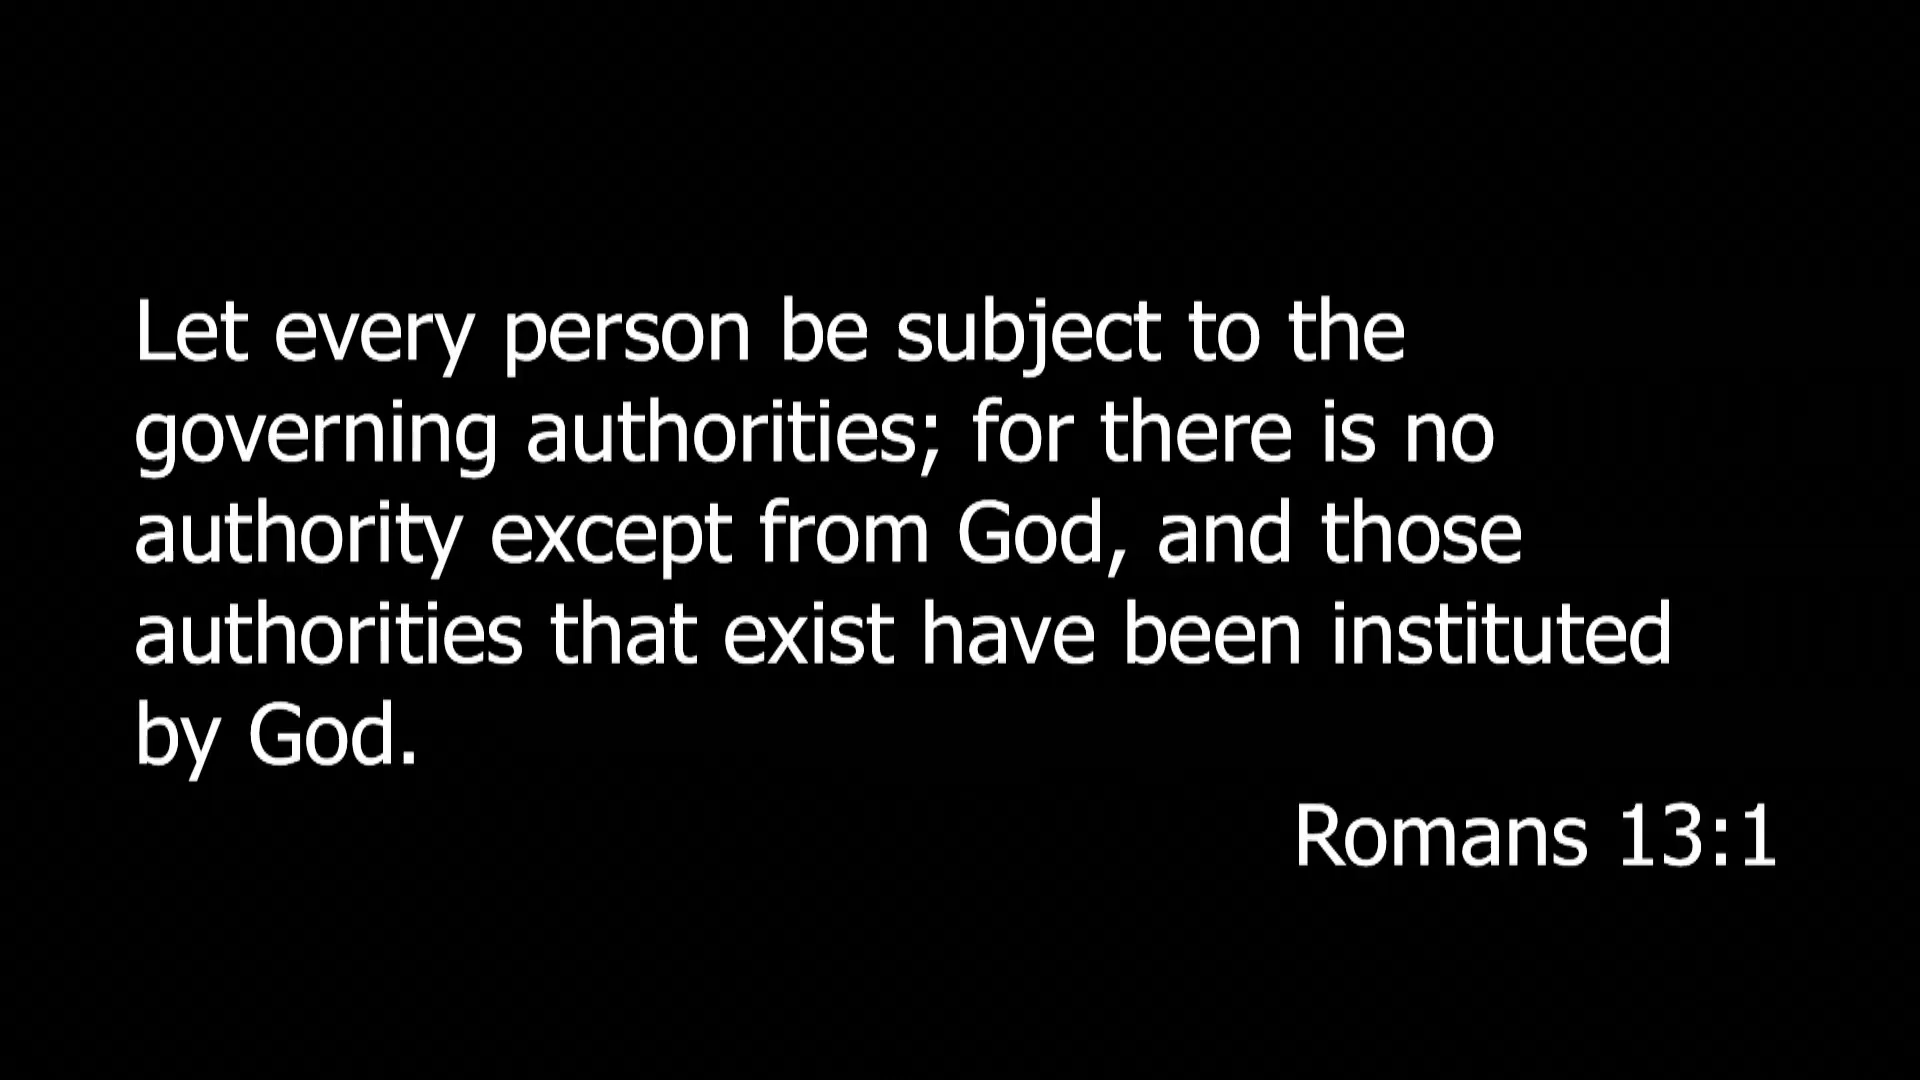 Let every person be subject to the
governing authorities; for there is no
authority except from God, and those
authorities that exist have been instituted
by God.
Romans 13:1